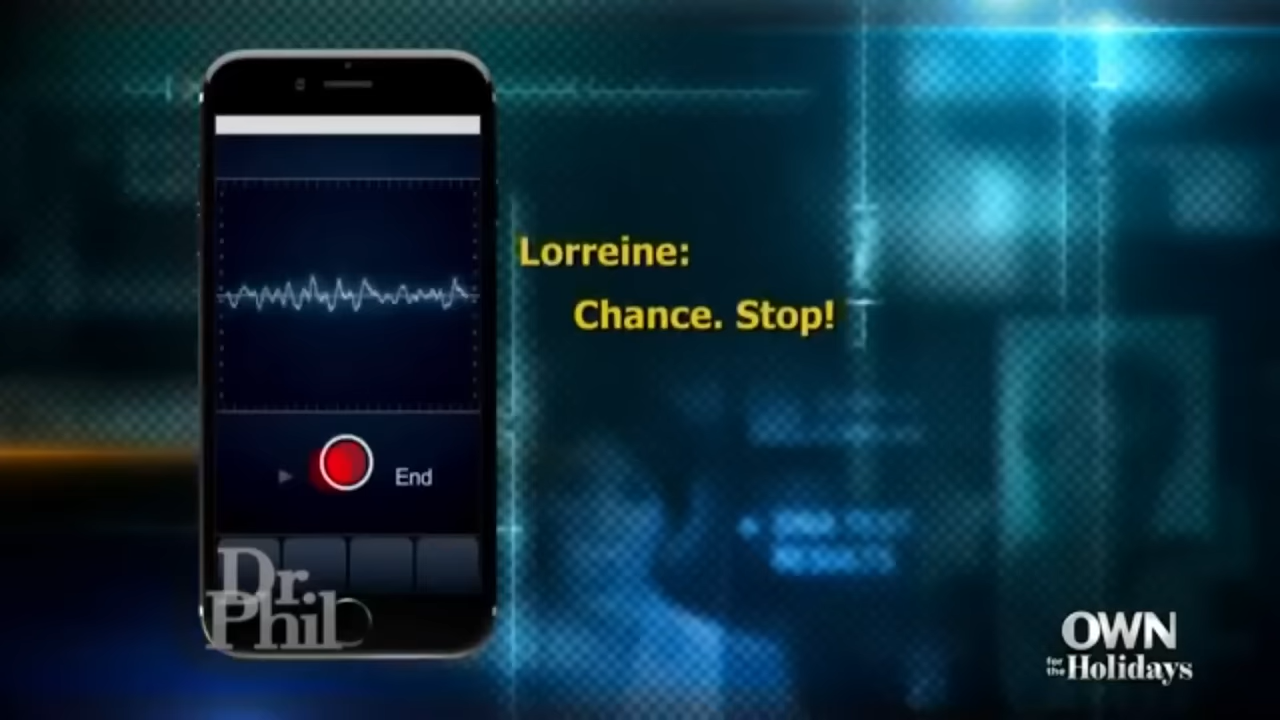 Lorreine:
Chance. Stop!
End
Dr.
Phil
OWN
for the Holidays